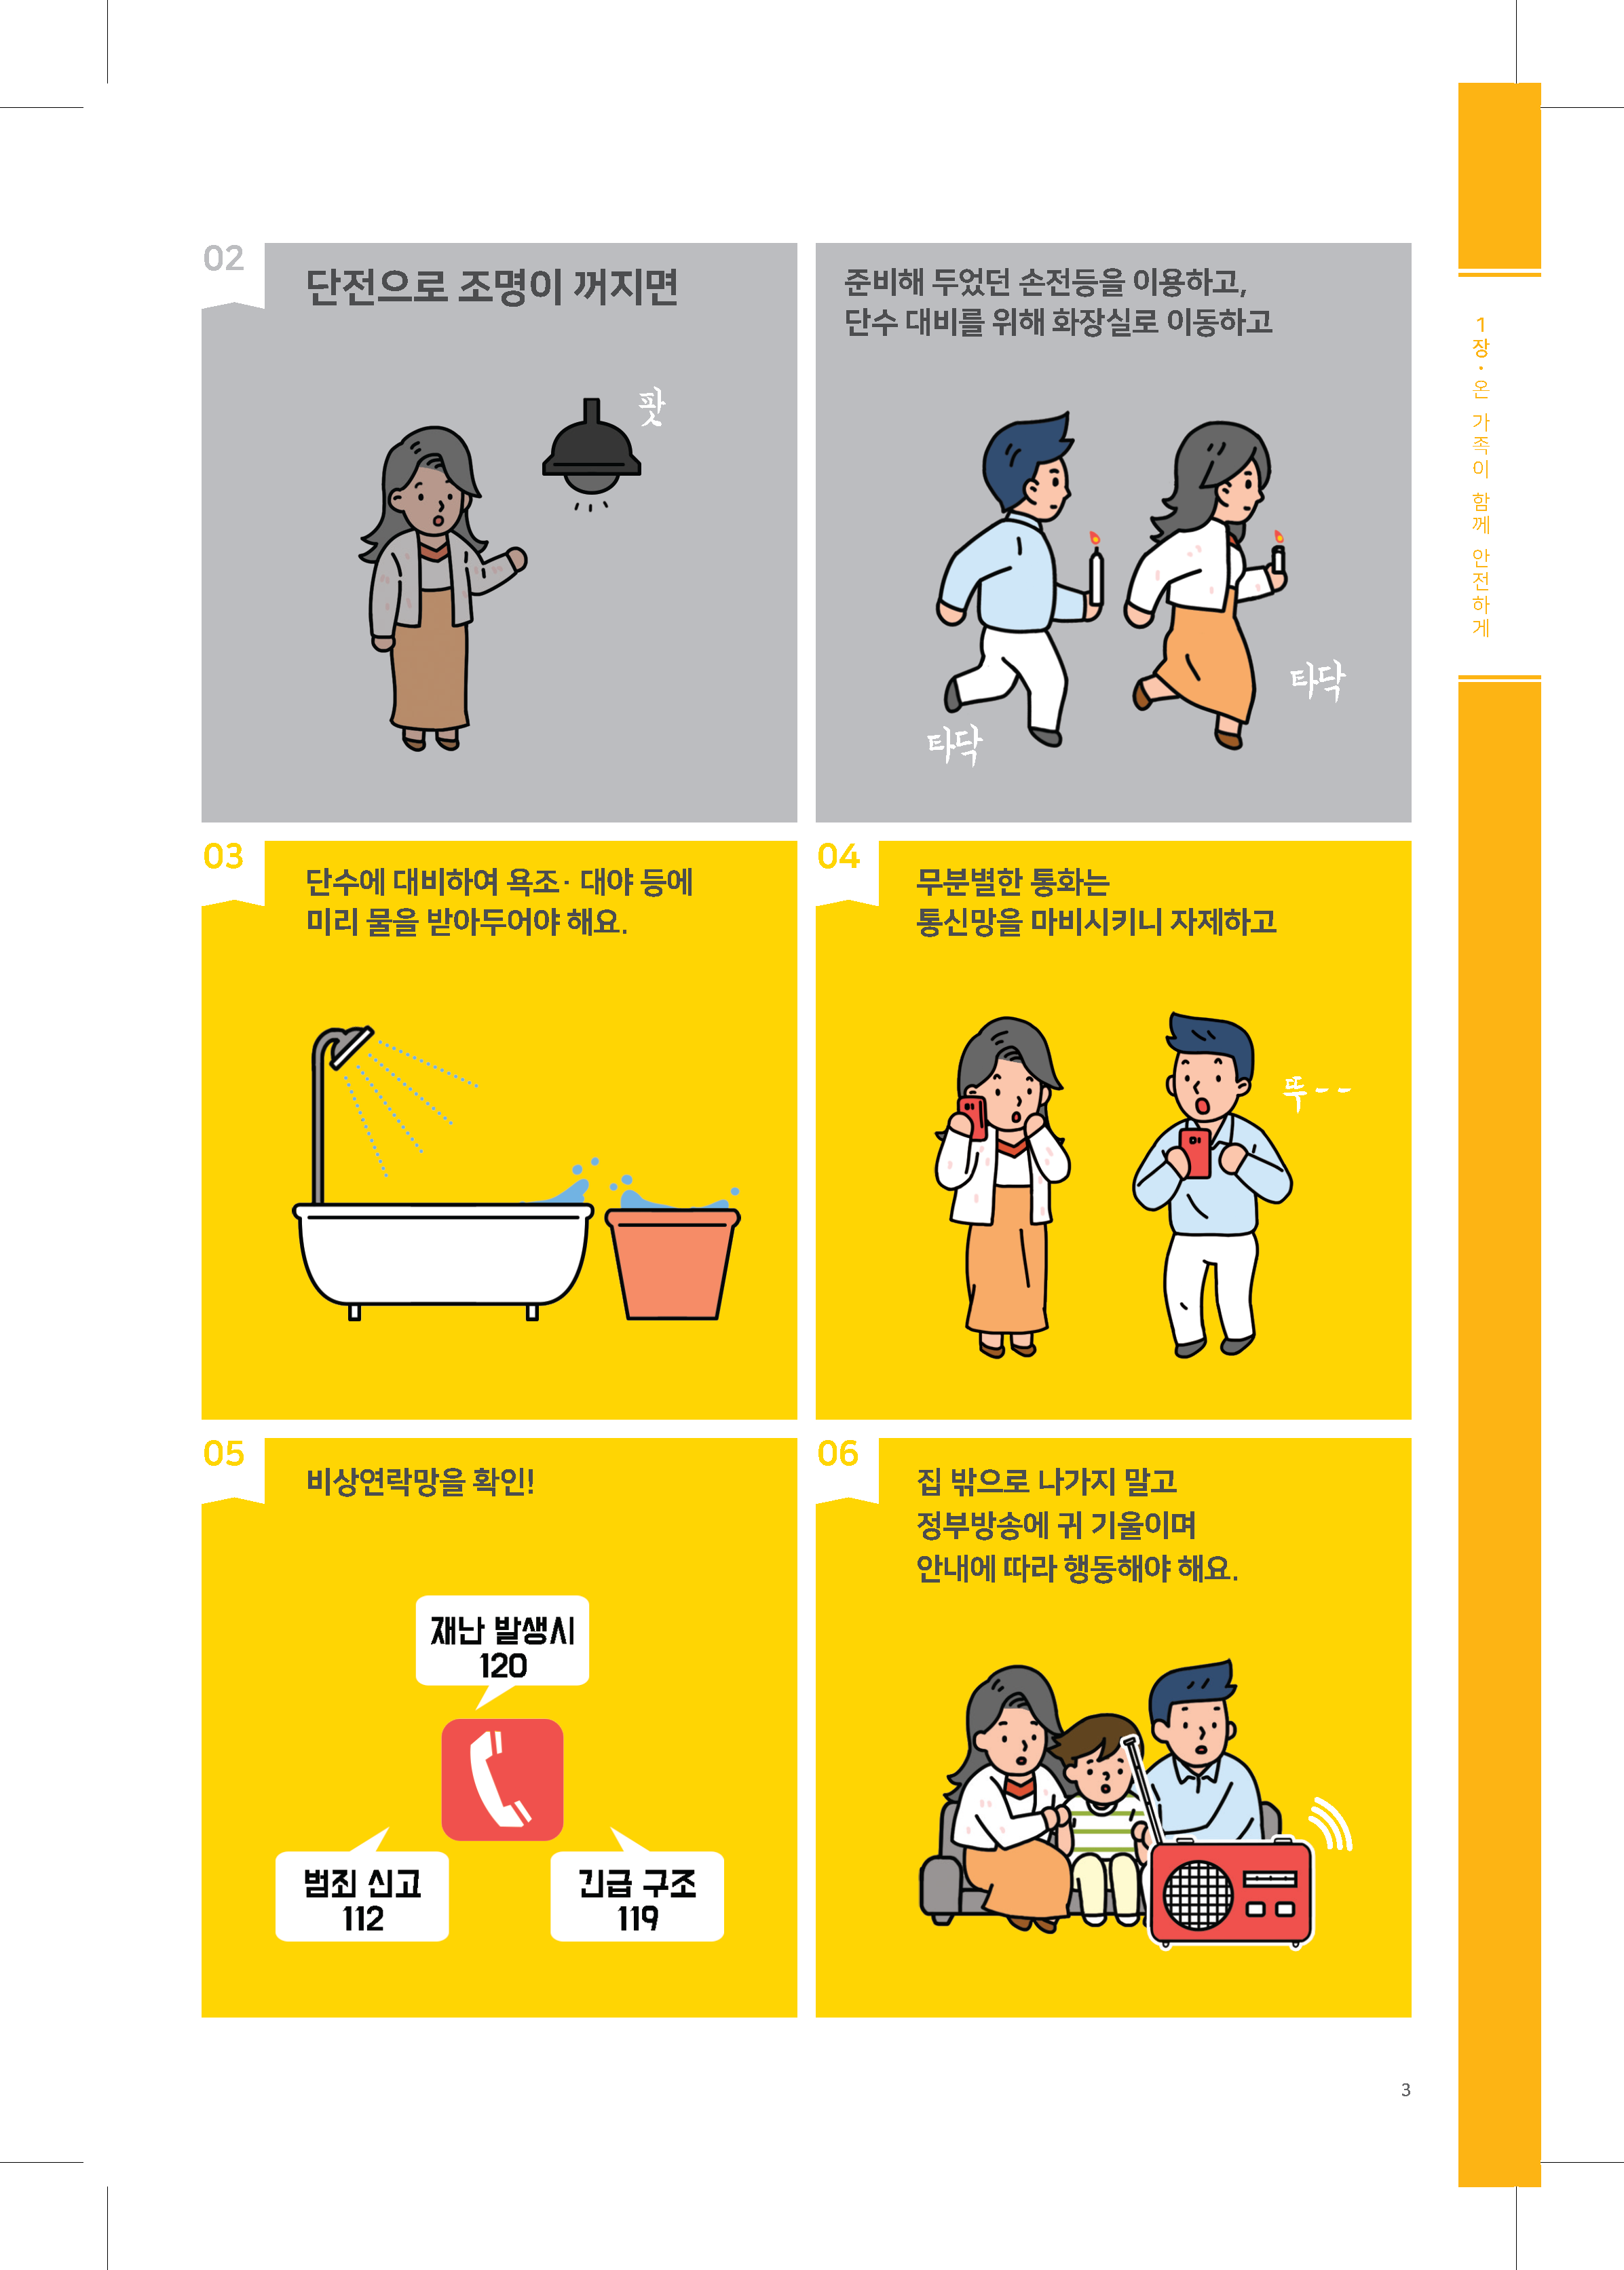 02
단전으로 조명이 꺼지면
팟
준비해 두었던 손전등을 이용하고,
단수 대비를 위해 화장실로 이동하고
타닥
타닥
03
단수에 대비하여 욕조· 대야 등에
미리 물을 받아두어야 해요.
04
무분별한 통화는
통신망을 마비시키니 자제하고
뚜--
05
비상연락망을 확인!
재난 발생시
120
범죄 신고
112
긴급 구조
119
06
집 밖으로 나가지 말고
정부방송에 귀 기울이며
안내에 따라 행동해야 해요.
1장·온 가족이 함께 안전하게
3